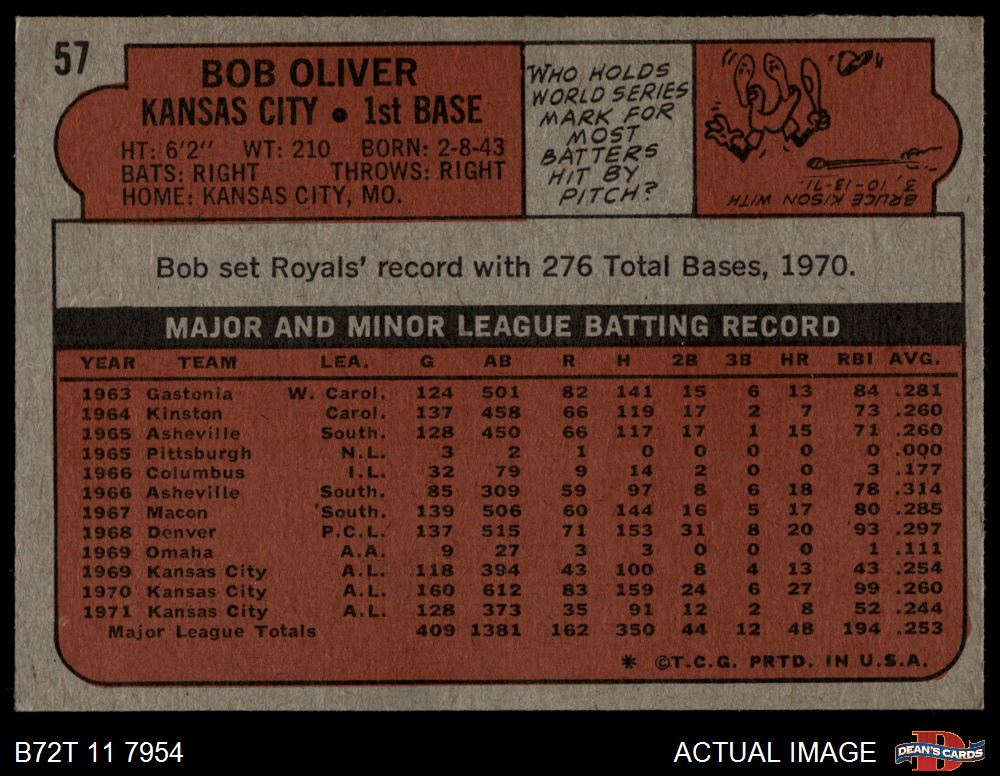 57
BOB OLIVER
KANSAS CITY • 1st BASE
HT: 6'2" WT: 210 BORN: 2-8-43
BATS: RIGHT THROWS: RIGHT
HOME: KANSAS CITY, MO.
WHO HOLDS
WORLD SERIES
MARK FOR
MOST
BATTERS
HIT BY
PITCH?
BRUCE KISON WITH
3, 10-13-71.
Bob set Royals' record with 276 Total Bases, 1970.
MAJOR AND MINOR LEAGUE BATTING RECORD
YEAR TEAM LEA. G AB R H 2B 3B HR RBI AVG.
1963 Gastonia W. Carol. 124 501 82 141 15 6 13 84 .281
1964 Kinston Carol. 137 458 66 119 17 2 7 73 .260
1965 Asheville South. 128 450 66 117 17 1 15 71 .260
1965 Pittsburgh N.L. 3 2 1 0 0 0 0 0 .000
1966 Columbus I.L. 32 79 9 14 2 0 0 3 .177
1966 Asheville South. 85 309 59 97 8 6 18 78 .314
1967 Macon South. 139 506 60 144 16 5 17 80 .285
1968 Denver P.C.L. 137 515 71 153 31 8 20 93 .297
1969 Omaha A.A. 9 27 3 3 0 0 0 1 .111
1969 Kansas City A.L. 118 394 43 100 8 4 13 43 .254
1970 Kansas City A.L. 160 612 83 159 24 6 27 99 .260
1971 Kansas City A.L. 128 373 35 91 12 2 8 52 .244
Major League Totals 409 1381 162 350 44 12 48 194 .253
* ©T.C.G. PRTD. IN U.S.A.
B72T 11 7954
ACTUAL IMAGE
DEAN'S CARDS